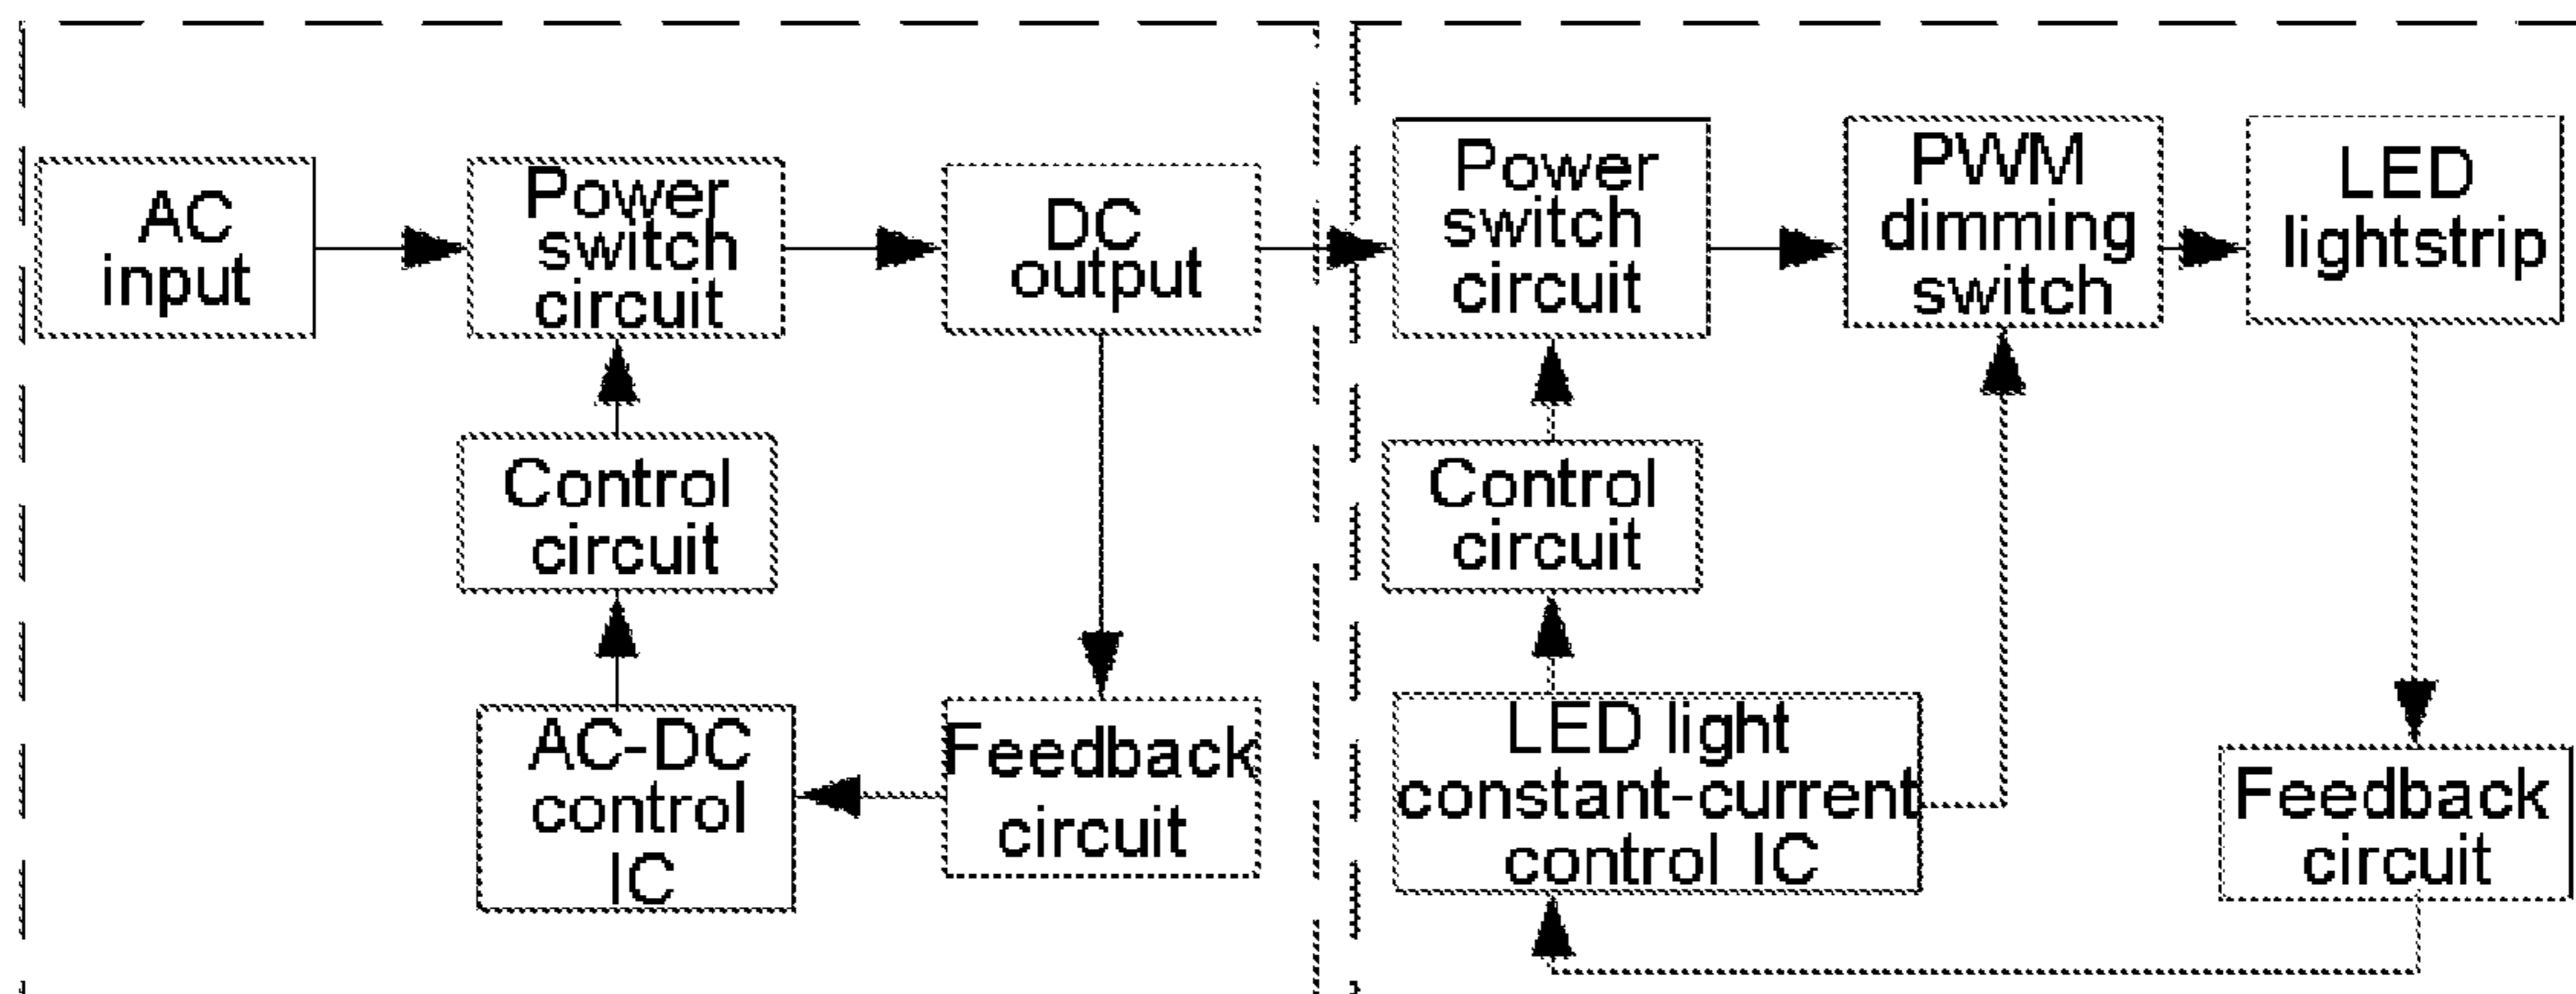 AC
input
Power
switch
circuit
DC
output
Power
switch
circuit
PWM
dimming
switch
LED
lightstrip
Control
circuit
Control
circuit
AC-DC
control
IC
Feedback
circuit
LED light
constant-current
control IC
Feedback
circuit